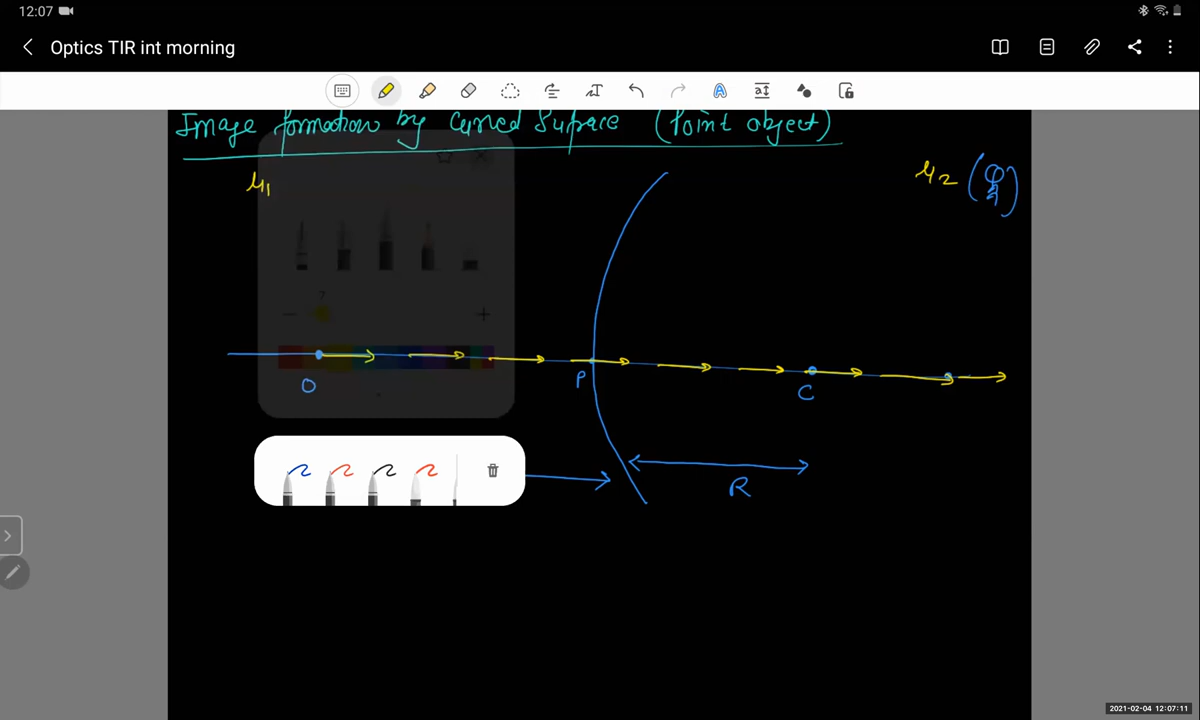 12:07
Optics TIR int morning
Image formation by Curved Surface (Point object)
μ1
μ2
7
O
P
C
R
2021-02-04 12:07:11